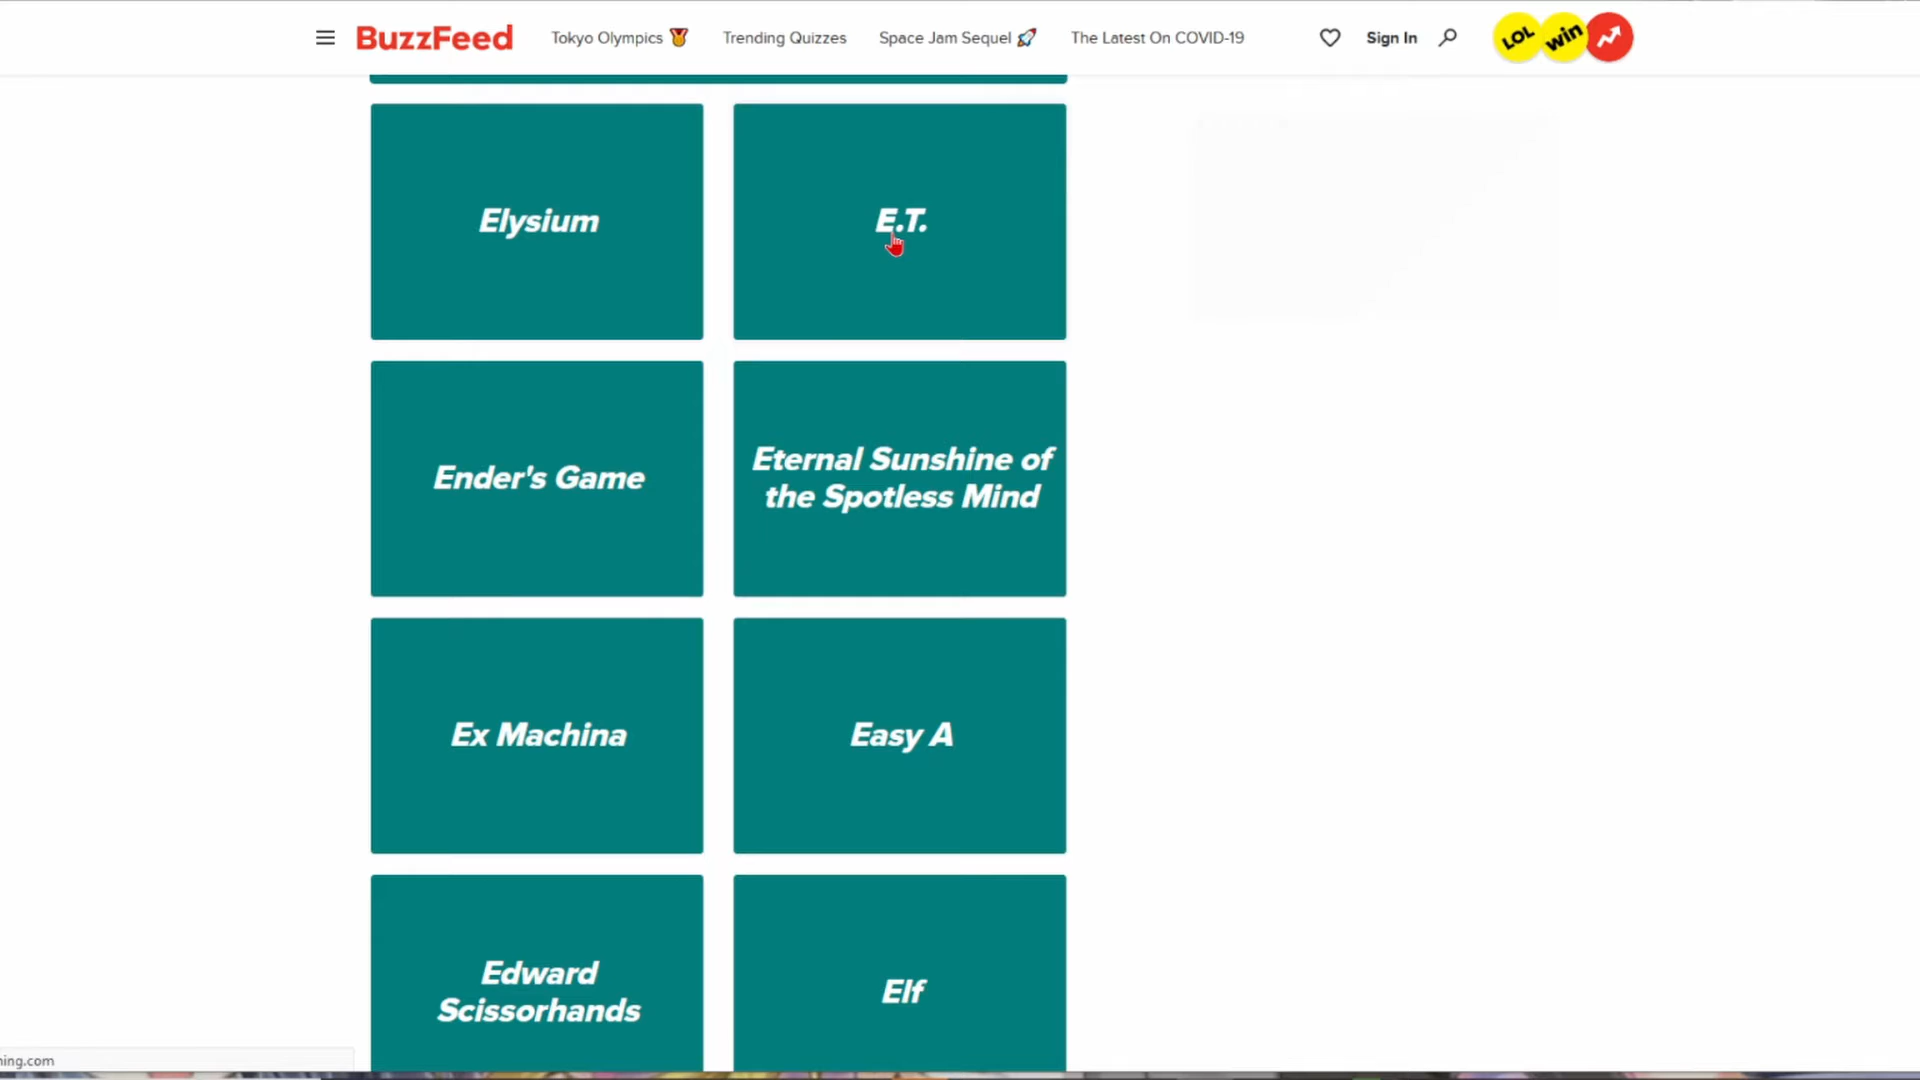 BuzzFeed
Tokyo Olympics
Trending Quizzes
Space Jam Sequel
The Latest On COVID-19
Sign In
LOL
win
Elysium
E.T.
Ender's Game
Eternal Sunshine of
the Spotless Mind
Ex Machina
Easy A
Edward
Scissorhands
Elf
ning.com